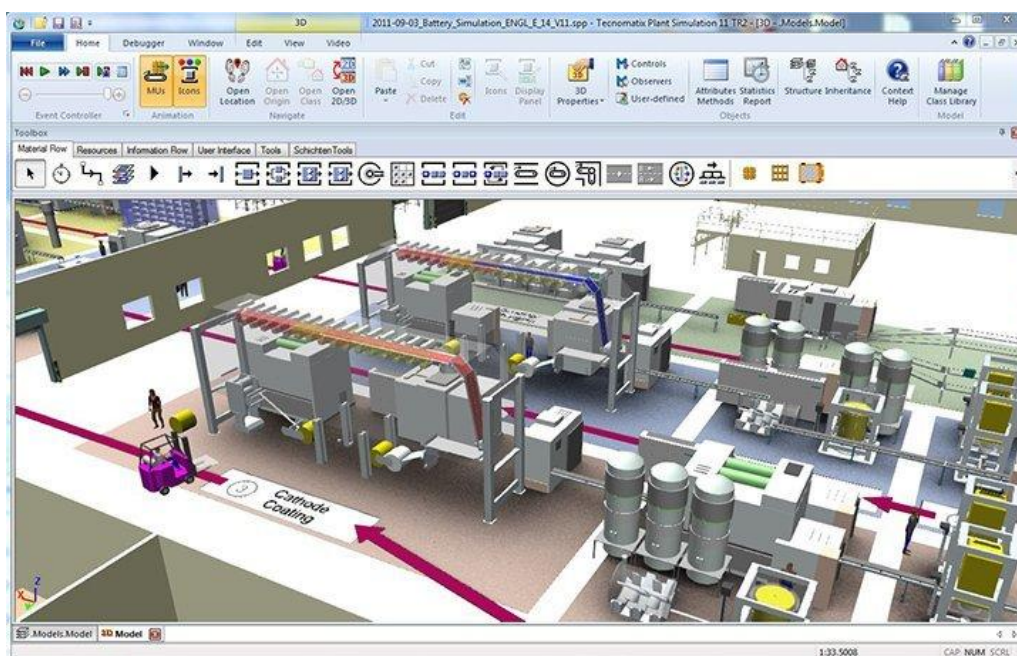 3D
2011-09-03_Battery_Simulation_ENGL_E_14_V11.spp - Tecnomatix Plant Simulation 11 TR2 - [3D - .Models.Model]
File Home Debugger Window Edit View Video
MUs Icons Open Location Open Origin Open Class Open 2D/3D Paste Cut Copy Delete Icons Display Panel 3D Properties Controls Observers User-defined Attributes Methods Statistics Report Structure Inheritance Context Help Manage Class Library
Event Controller Animation Navigate Edit Objects Model
Toolbox
Material Flow Resources Information Flow User Interface Tools SchichtenTools
3
Cathode
Coating
Z
X
.Models.Model 3D Model
1:33.5008 CAP NUM SCRL